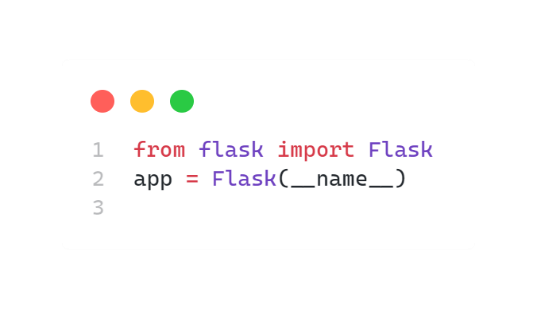 1 from flask import Flask
2 app = Flask(__name__)
3